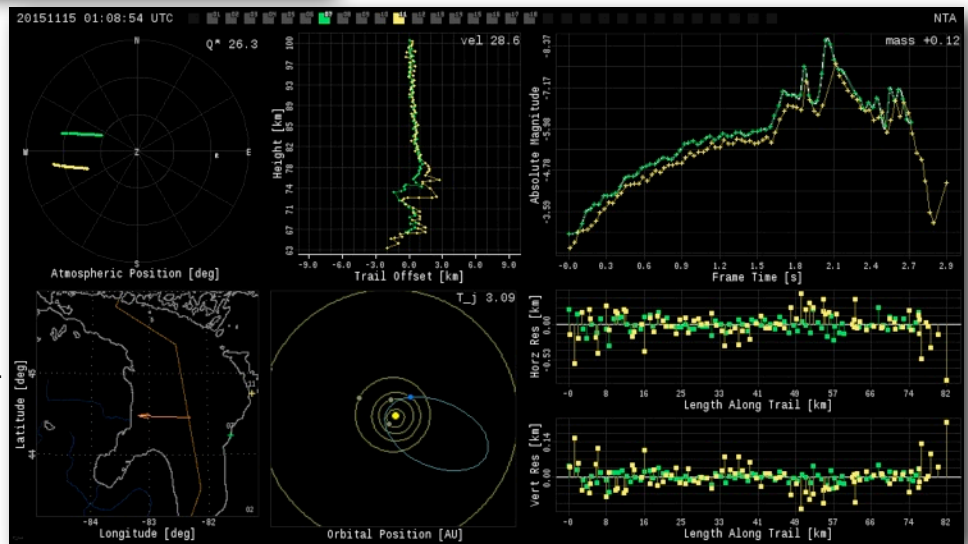 20151115 01:08:54 UTC
NTA
Q* 26.3
N
W
Z
E
S
Atmospheric Position [deg]
vel 28.6
Height [km]
100
97
93
89
85
82
78
74
71
67
63
-9.0 -6.0 -3.0 0.0 3.0 6.0 9.0
Trail Offset [km]
mass +0.12
Absolute Magnitude
-8.37
-7.17
-5.98
-4.78
-3.59
-0.0 0.3 0.6 0.9 1.2 1.5 1.8 2.1 2.4 2.7 2.9
Frame Time [s]
Latitude [deg]
45
44
11
07
02
-84 -83 -82
Longitude [deg]
T_j 3.09
Orbital Position [AU]
Horz Res [km]
0.00
-0.53
-0 8 16 25 33 41 49 57 65 74 82
Length Along Trail [km]
Vert Res [km]
0.14
0.00
-0 8 16 25 33 41 49 57 65 74 82
Length Along Trail [km]